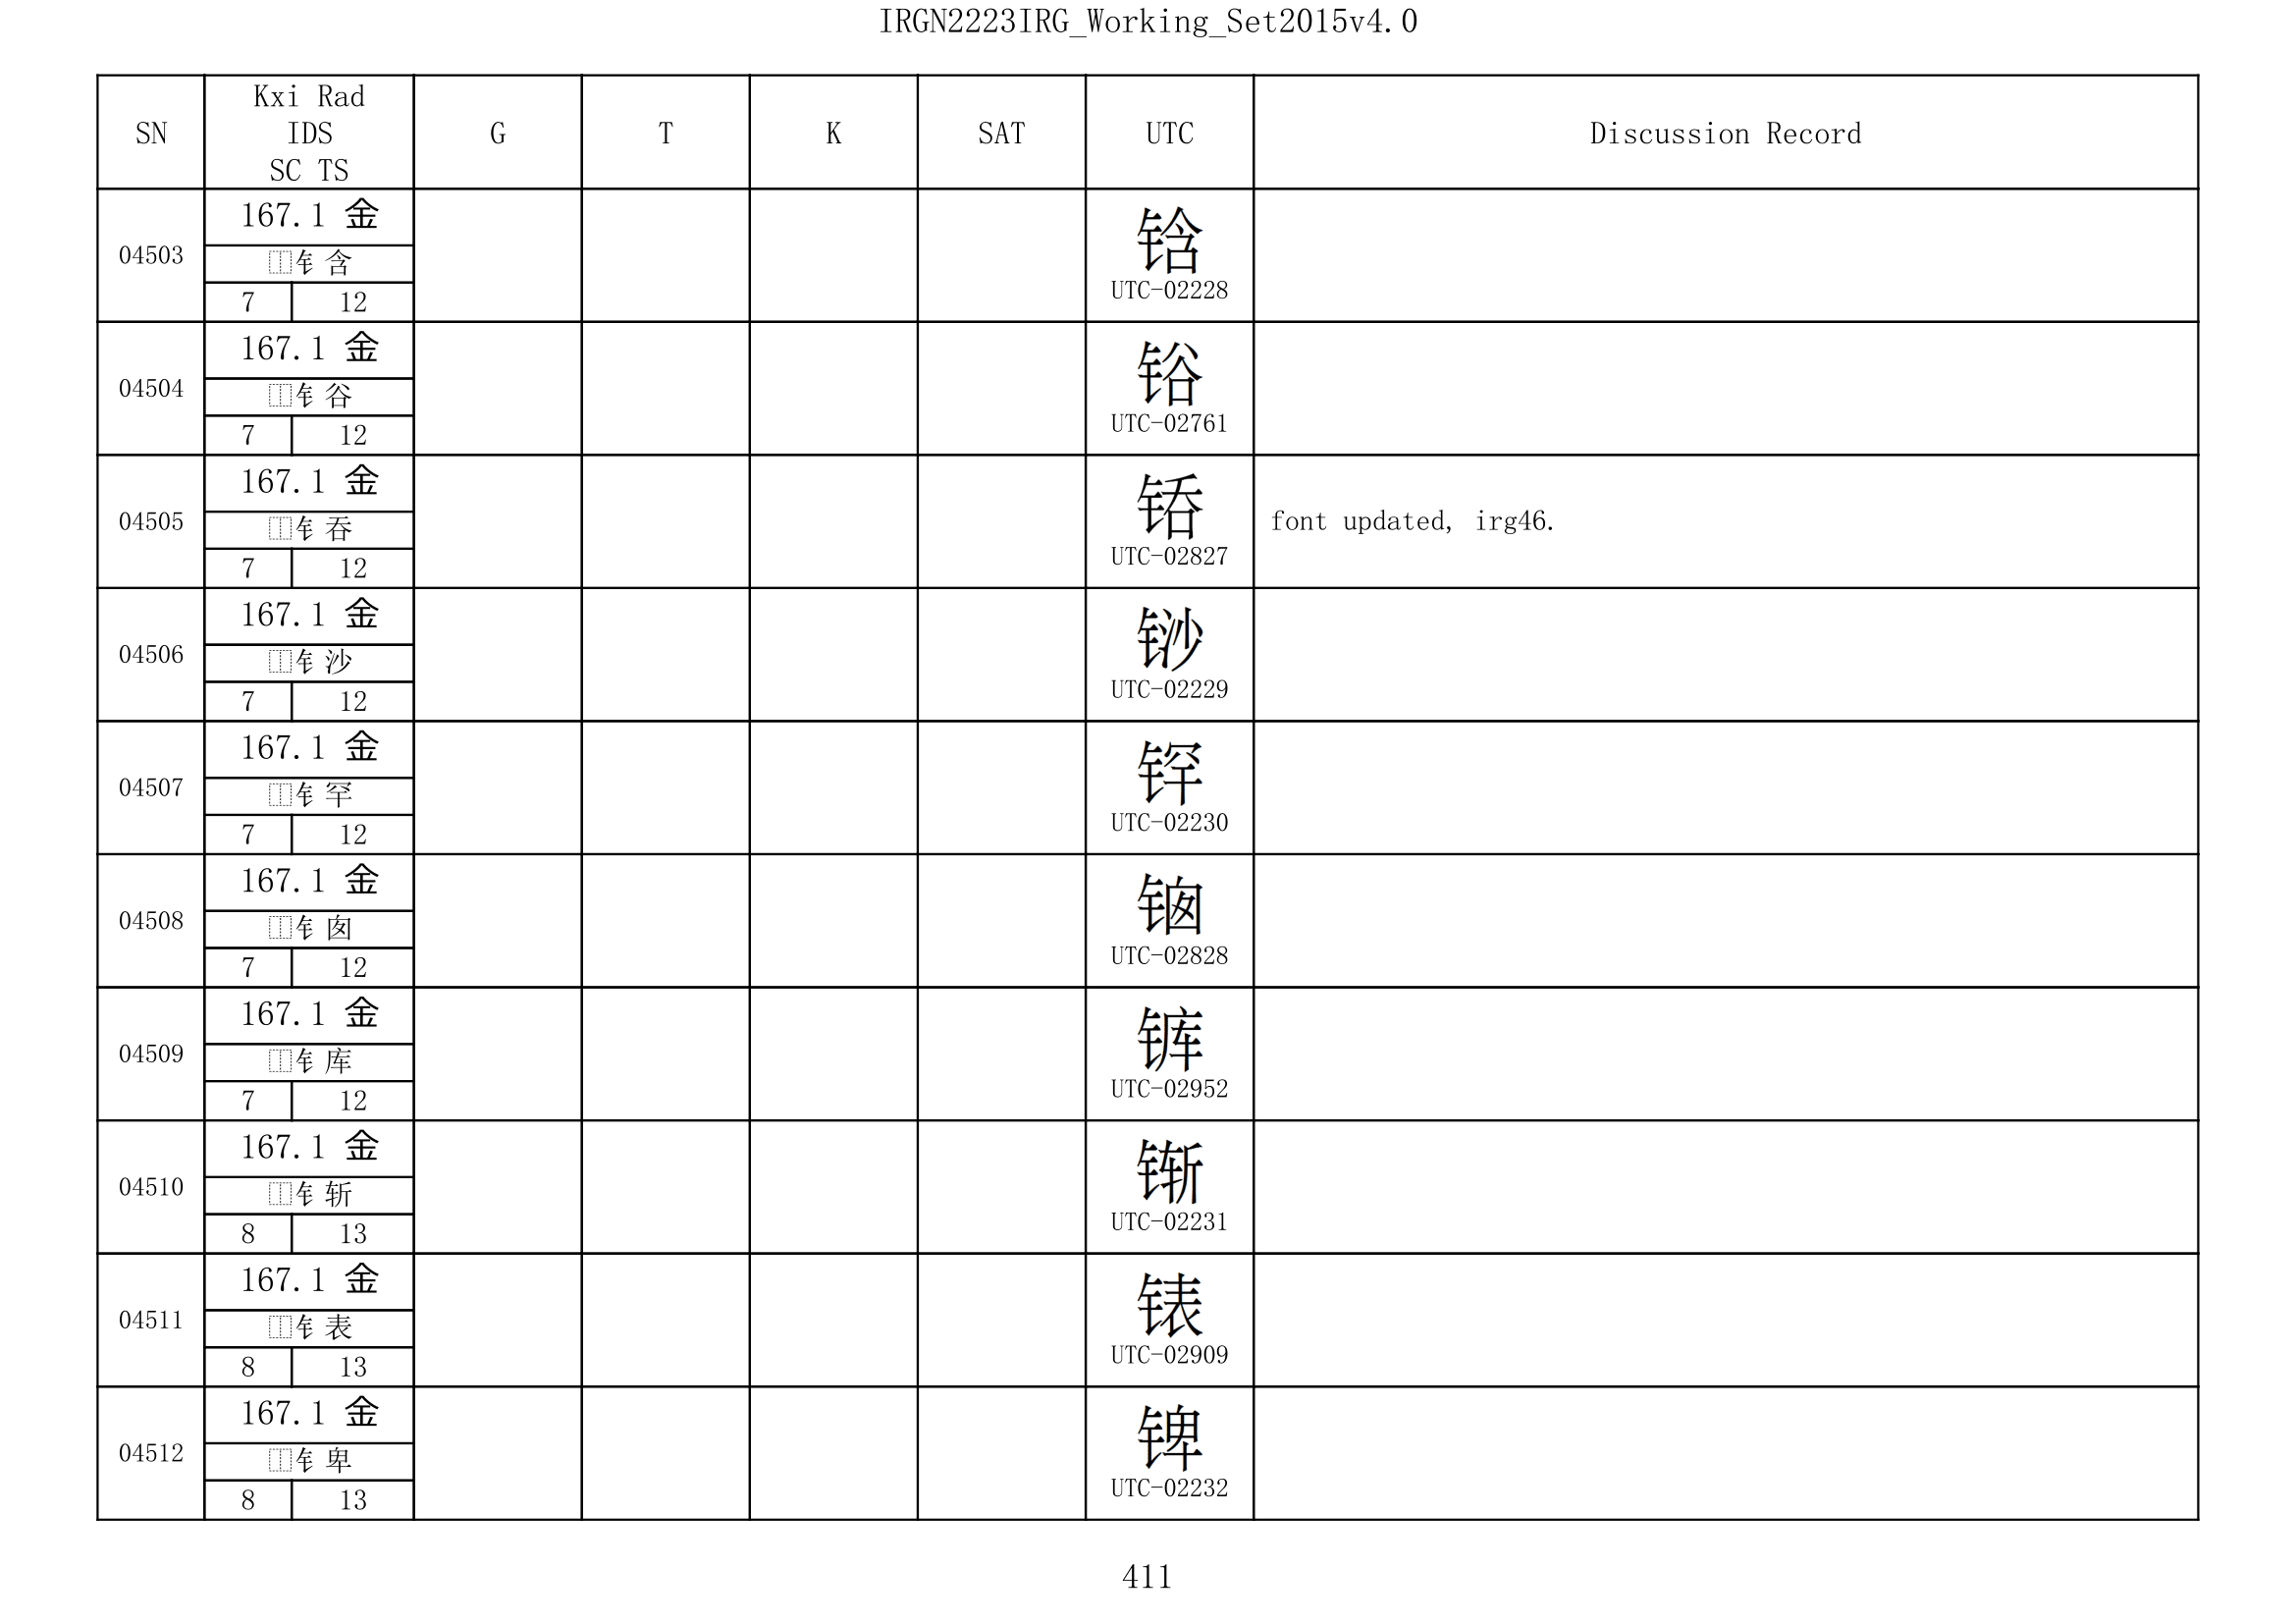 IRGN2223IRG_Working_Set2015v4.0
SN Kxi Rad IDS SC TS G T K SAT UTC Discussion Record
04503 167.1 金
⿰钅含
7 12
𨱄
UTC-02228
04504 167.1 金
⿰钅谷
7 12
UTC-02761
04505 167.1 金
⿰钅吞
7 12
UTC-02827
font updated, irg46.
04506 167.1 金
⿰钅沙
7 12
UTC-02229
04507 167.1 金
⿰钅罕
7 12
UTC-02230
04508 167.1 金
⿰钅囱
7 12
UTC-02828
04509 167.1 金
⿰钅库
7 12
UTC-02952
04510 167.1 金
⿰钅斩
8 13
UTC-02231
04511 167.1 金
⿰钅表
8 13
UTC-02909
04512 167.1 金
⿰钅卑
8 13
UTC-02232
411